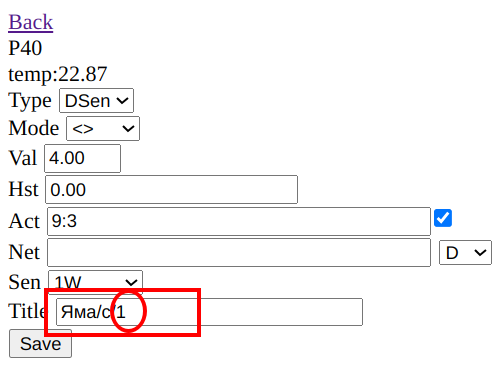 Back
P40
temp:22.87
Type DSen
Mode <>
Val 4.00
Hst 0.00
Act 9:3
Net D
Sen 1W
Title Яма/c/1
Save